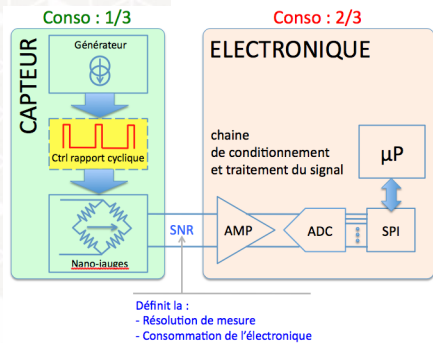 Conso : 1/3
Conso : 2/3
CAPTEUR
Générateur
Ctrl rapport cyclique
Nano-jauges
ELECTRONIQUE
chaine
de conditionnement
et traitement du signal
µP
SNR
AMP
ADC
SPI
Définit la :
- Résolution de mesure
- Consommation de l'électronique